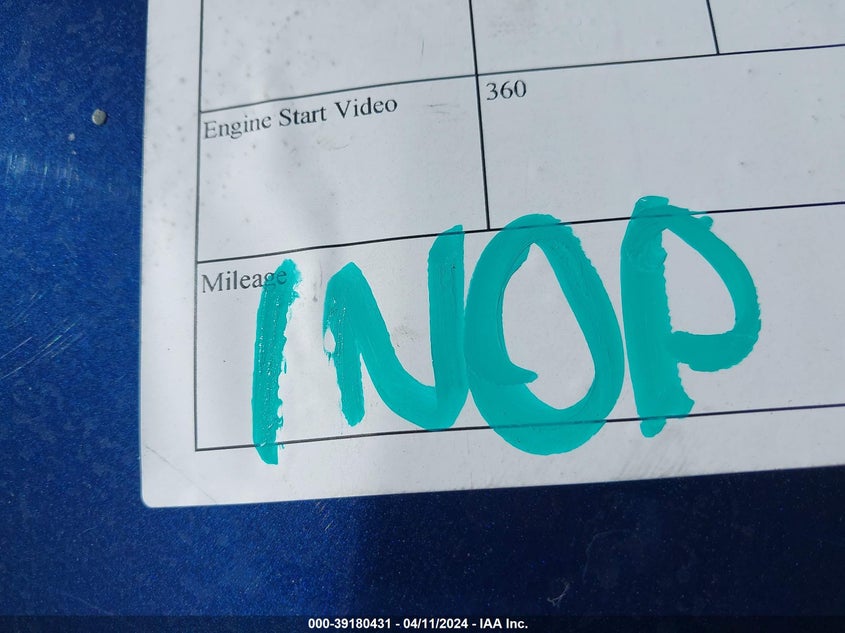 Engine Start Video 360
Mileage
INOP
000-39180431 - 04/11/2024 - IAA Inc.